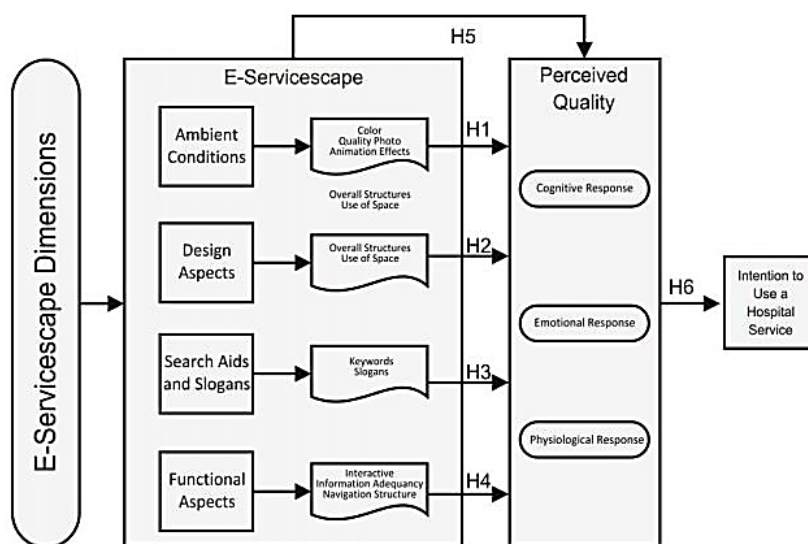 H5
E-Servicescape Dimensions
E-Servicescape
Perceived
Quality
Ambient
Conditions
Color
Quality Photo
Animation Effects
H1
Cognitive Response
Overall Structures
Use of Space
Design
Aspects
Overall Structures
Use of Space
H2
H6
Intention to
Use a
Hospital
Service
Emotional Response
Search Aids
and Slogans
Keywords
Slogans
H3
Physiological Response
Functional
Aspects
Interactive
Information Adequancy
Navigation Structure
H4